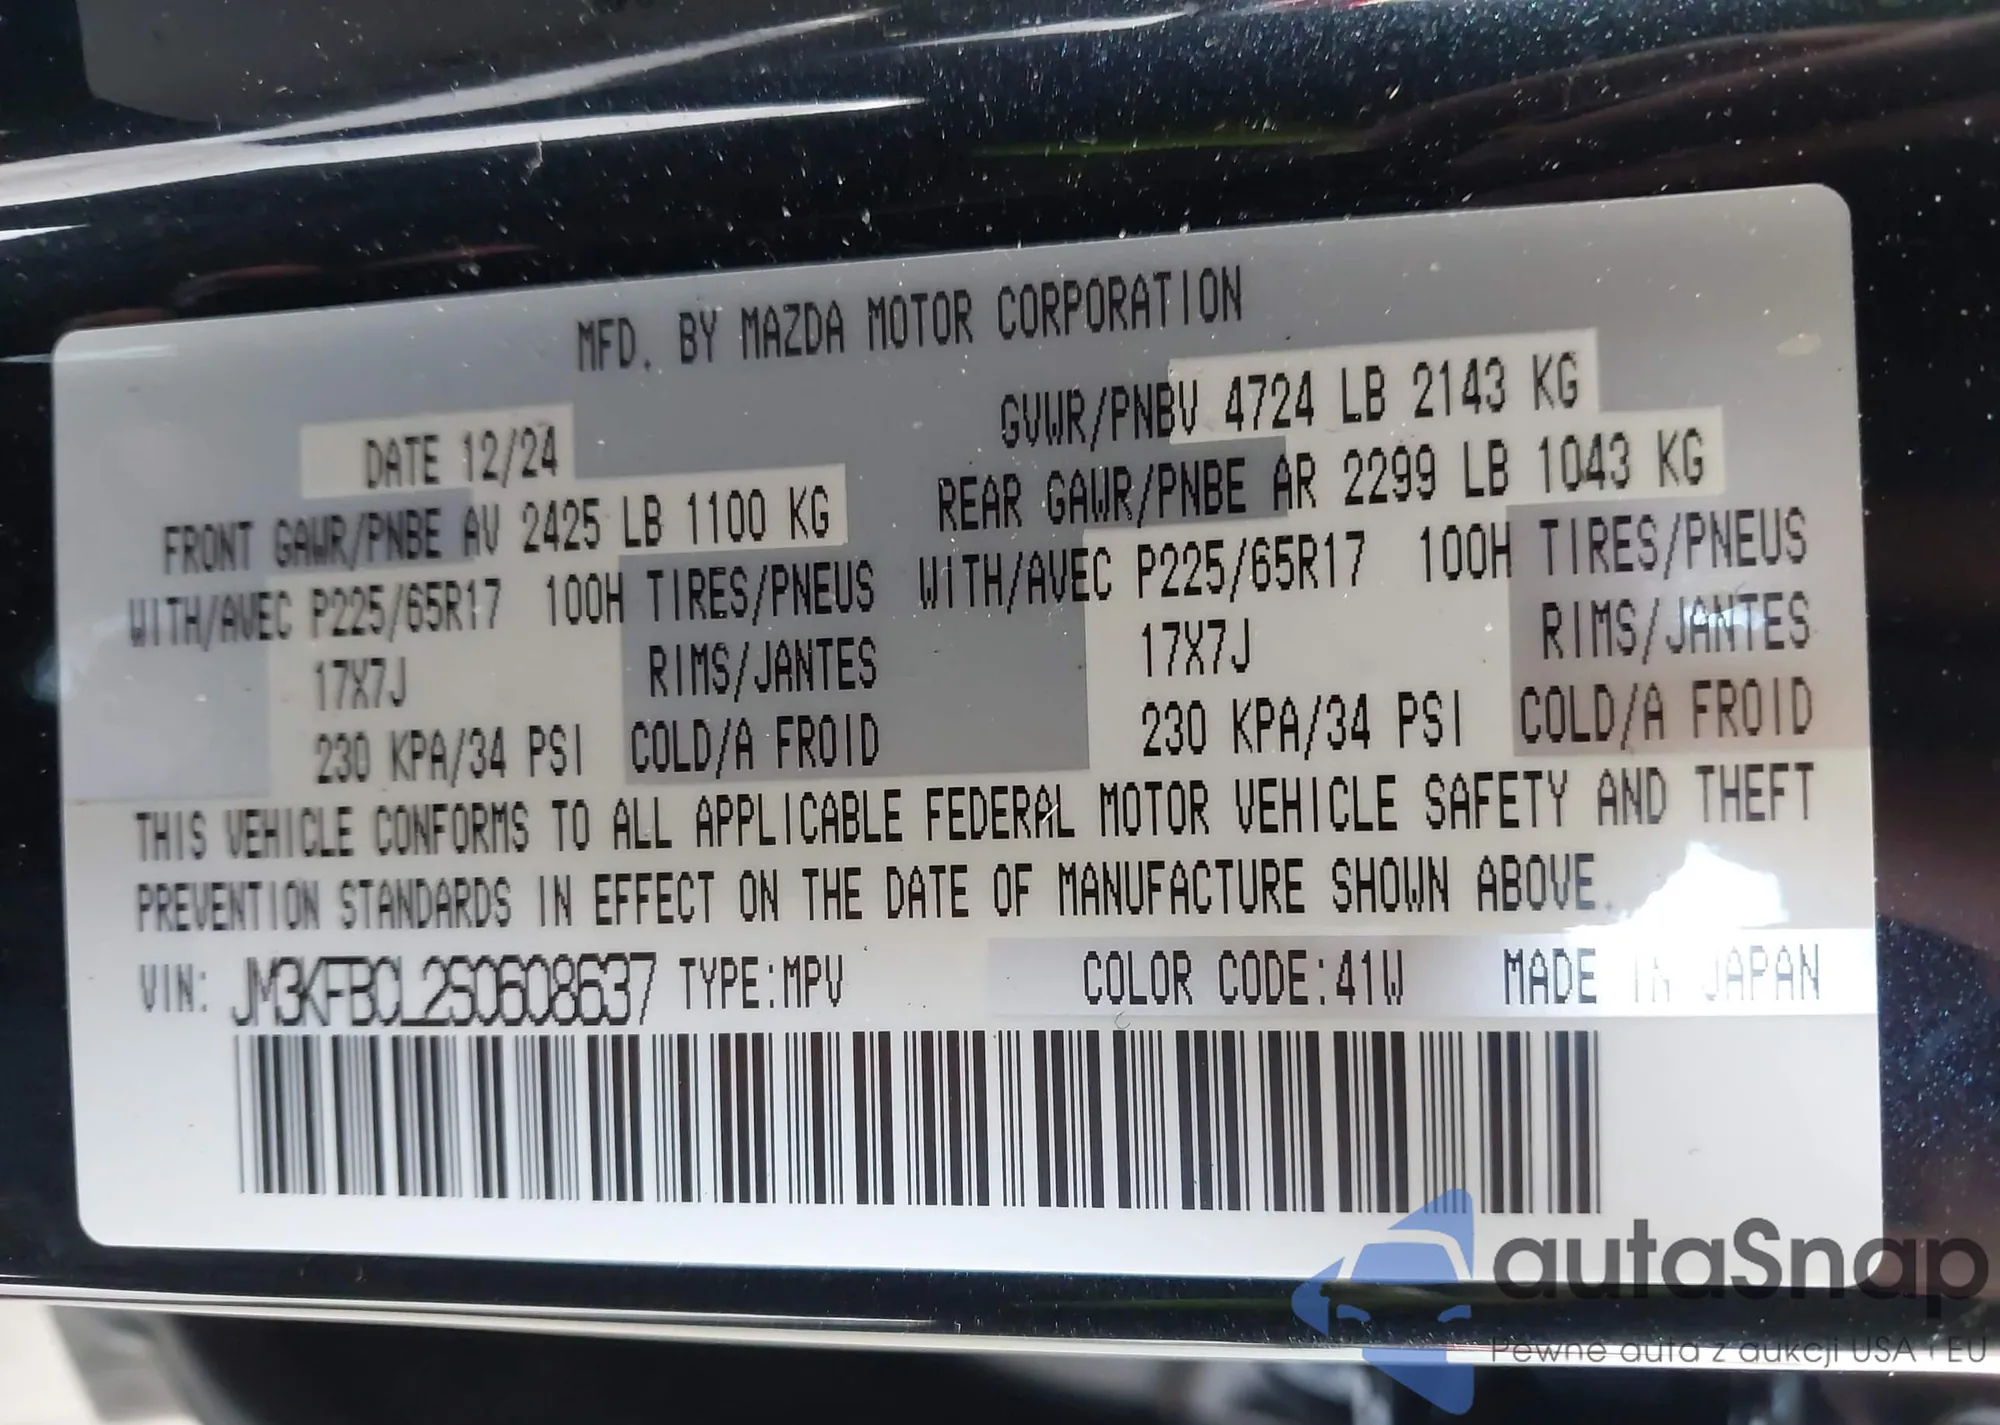 MFD. BY MAZDA MOTOR CORPORATION
DATE 12/24
GVWR/PNBV 4724 LB 2143 KG
FRONT GAWR/PNBE AV 2425 LB 1100 KG
REAR GAWR/PNBE AR 2299 LB 1043 KG
WITH/AVEC P225/65R17 100H TIRES/PNEUS
WITH/AVEC P225/65R17 100H TIRES/PNEUS
17X7J RIMS/JANTES
17X7J RIMS/JANTES
230 KPA/34 PSI COLD/A FROID
230 KPA/34 PSI COLD/A FROID
THIS VEHICLE CONFORMS TO ALL APPLICABLE FEDERAL MOTOR VEHICLE SAFETY AND THEFT
PREVENTION STANDARDS IN EFFECT ON THE DATE OF MANUFACTURE SHOWN ABOVE.
VIN: JM3KFBCL2S0608637 TYPE:MPV COLOR CODE:41W MADE IN JAPAN
autaSnap
Pewne auta z aukcji USA i EU